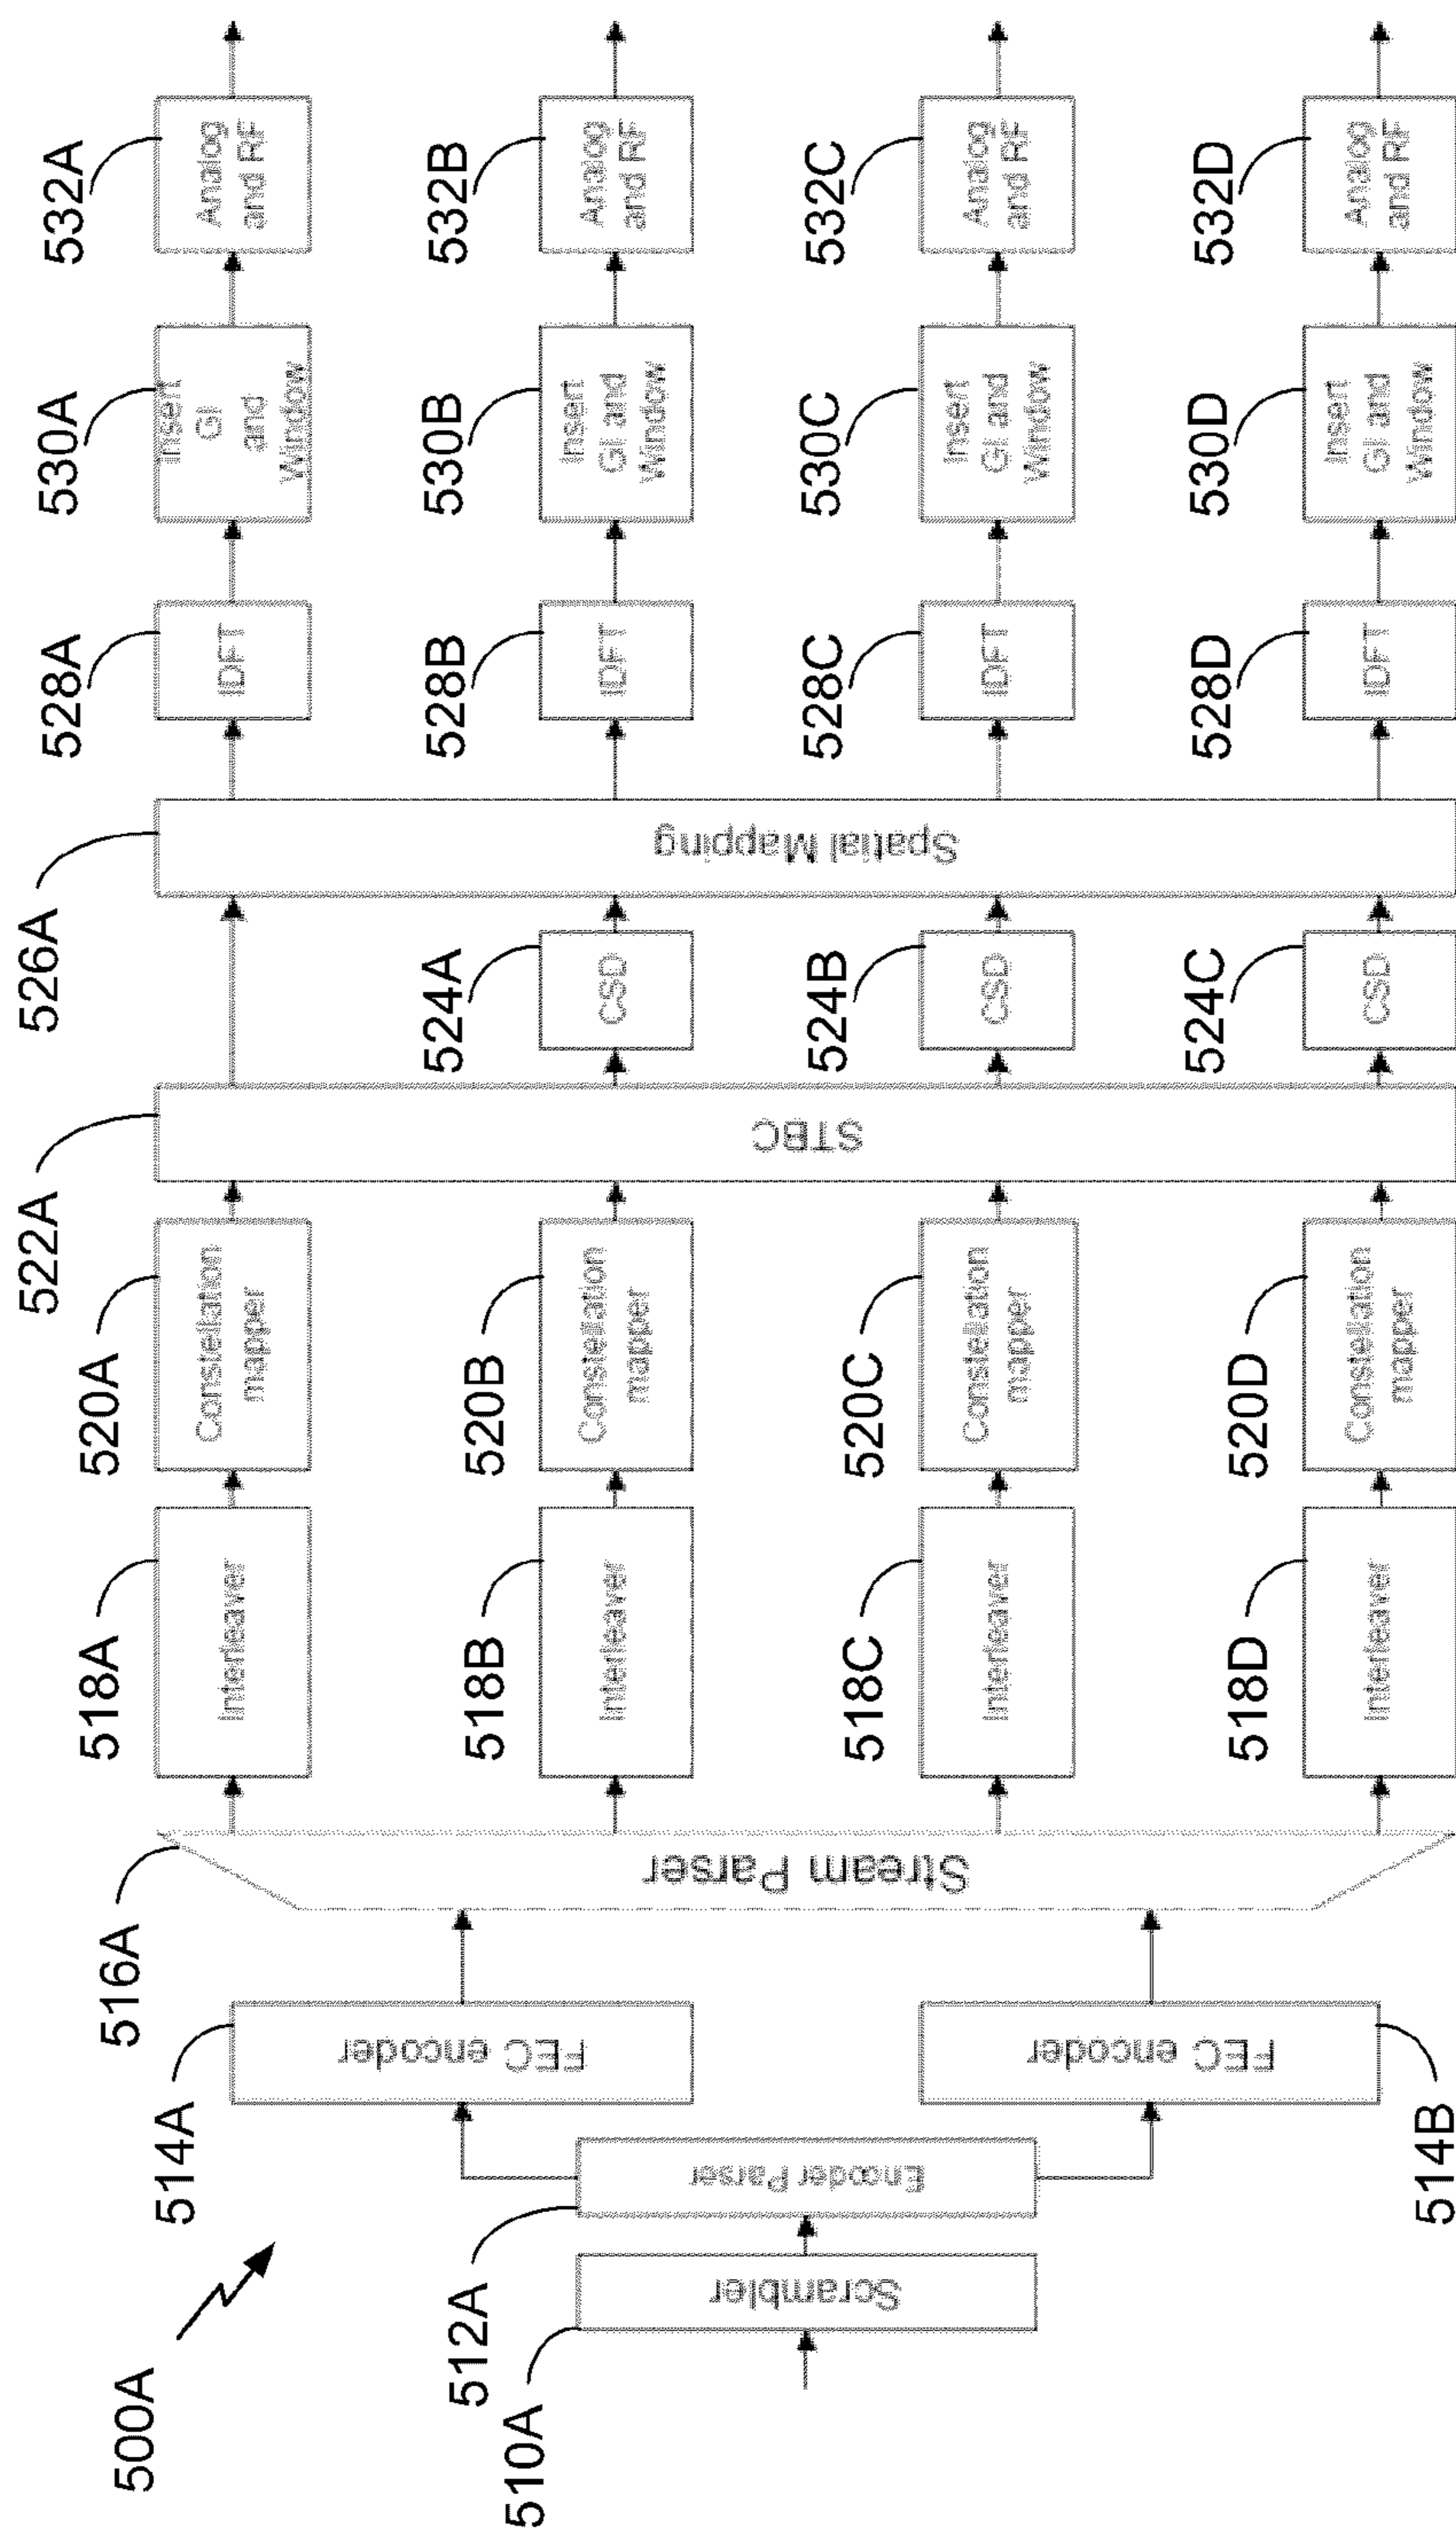 500A
510A
Scrambler
512A
Encoder Parser
514A
FEC encoder
514B
FEC encoder
516A
Stream Parser
518A
Interleaver
518B
Interleaver
518C
Interleaver
518D
Interleaver
520A
Constellation
mapper
520B
Constellation
mapper
520C
Constellation
mapper
520D
Constellation
mapper
522A
STBC
524A
CSD
524B
CSD
524C
CSD
526A
Spatial Mapping
528A
IDFT
528B
IDFT
528C
IDFT
528D
IDFT
530A
Insert
GI
and
Window
530B
Insert
GI and
Window
530C
Insert
GI and
Window
530D
Insert
GI and
Window
532A
Analog
and RF
532B
Analog
and RF
532C
Analog
and RF
532D
Analog
and RF